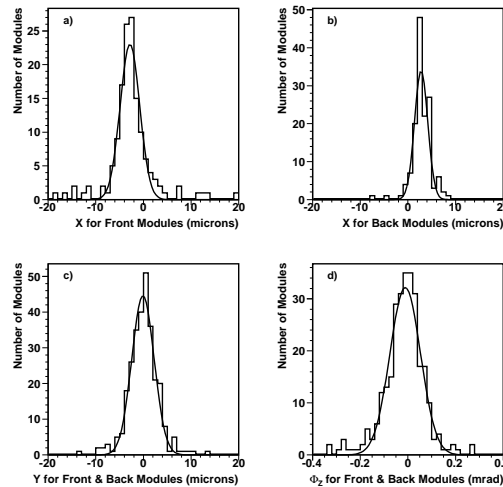 a)
Number of Modules
25
20
15
10
5
0
-20 -10 0 10 20
X for Front Modules (microns)
b)
Number of Modules
50
40
30
20
10
0
-20 -10 0 10 20
X for Back Modules (microns)
c)
Number of Modules
50
40
30
20
10
0
-20 -10 0 10 20
Y for Front & Back Modules (microns)
d)
Number of Modules
30
20
10
0
-0.4 -0.2 0 0.2 0.4
Φz for Front & Back Modules (mrad)